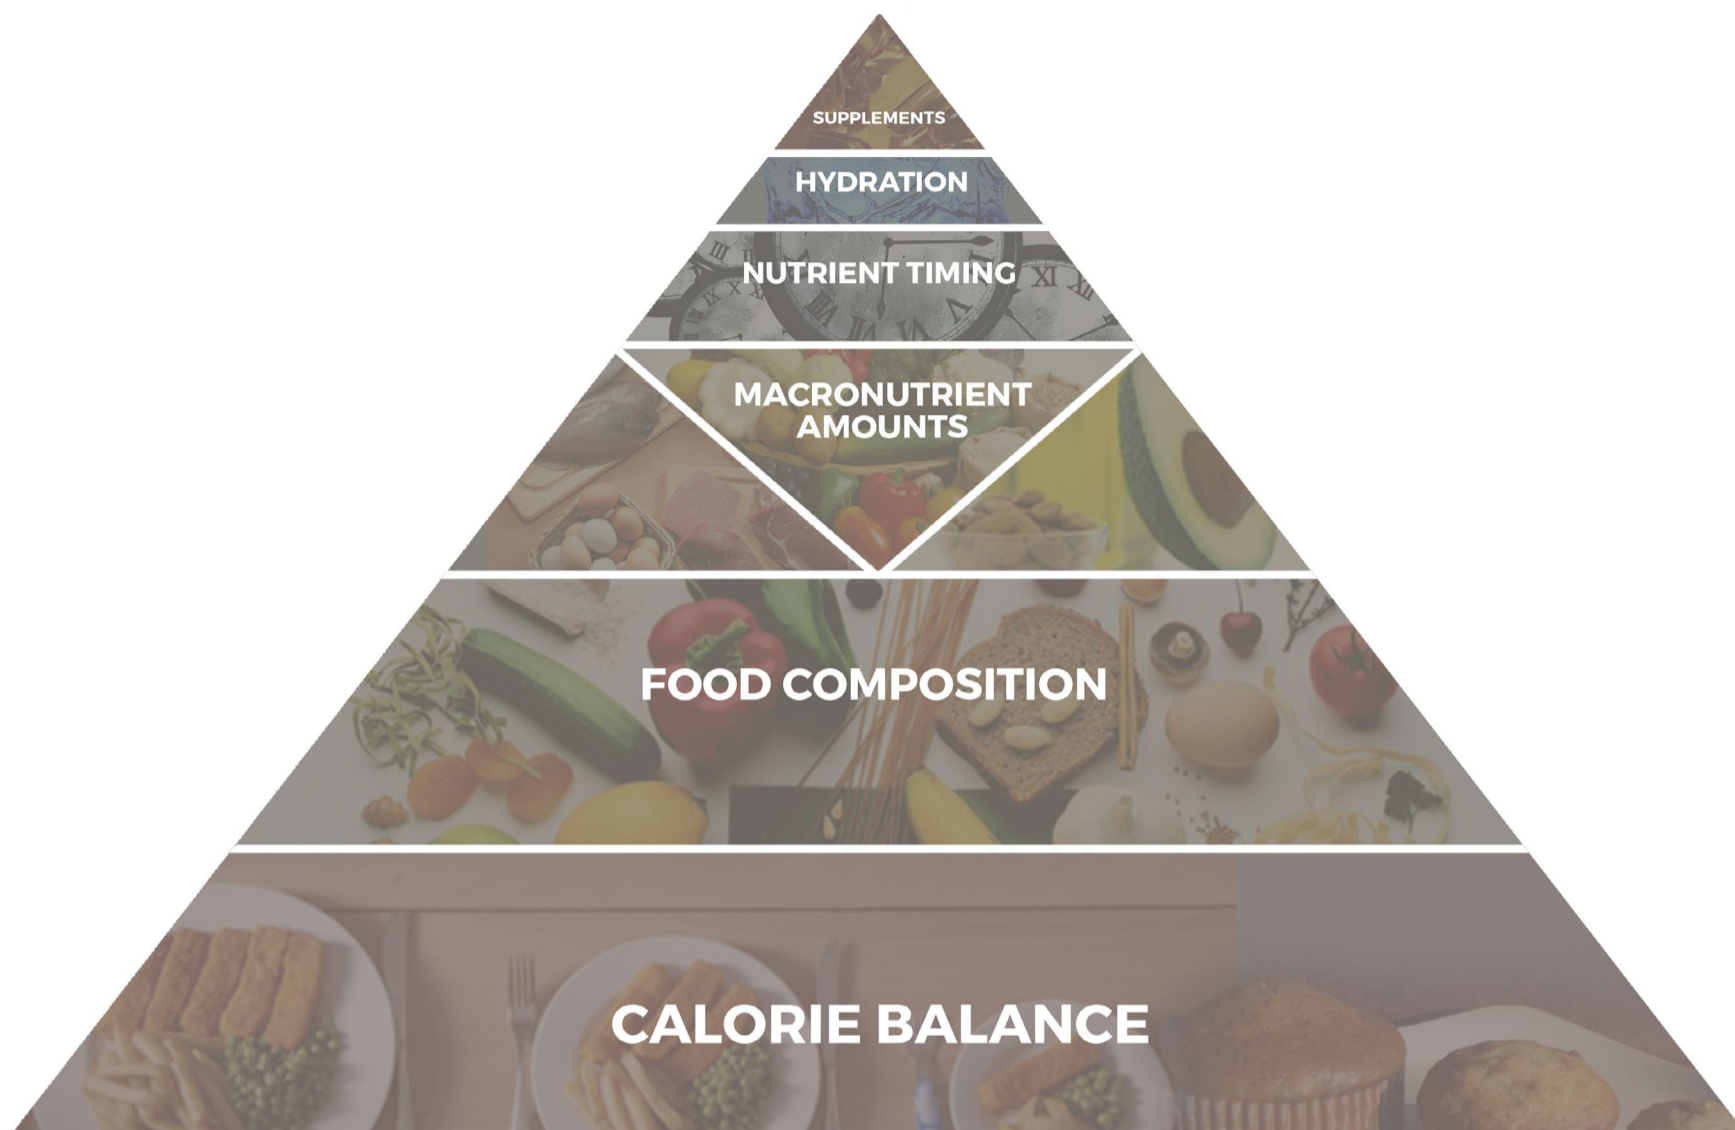 SUPPLEMENTS
HYDRATION
NUTRIENT TIMING
MACRONUTRIENT
AMOUNTS
FOOD COMPOSITION
CALORIE BALANCE